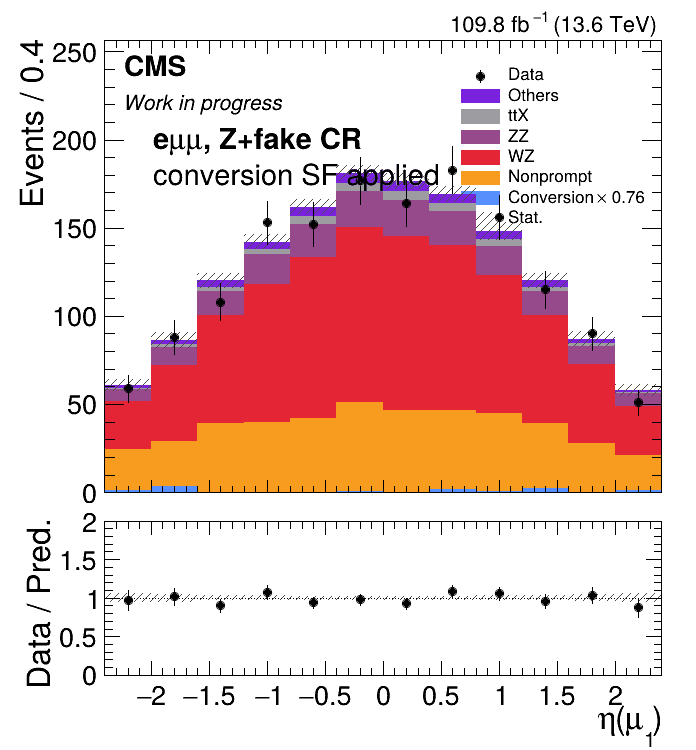 109.8 fb⁻¹ (13.6 TeV)
Events / 0.4
250
200
150
100
50
0
CMS
Work in progress
eμμ, Z+fake CR
conversion SF applied
Data
Others
ttX
ZZ
WZ
Nonprompt
Conversion × 0.76
Stat.
Data / Pred.
2
1.5
1
0.5
0
−2 −1.5 −1 −0.5 0 0.5 1 1.5 2
η(μ₁)